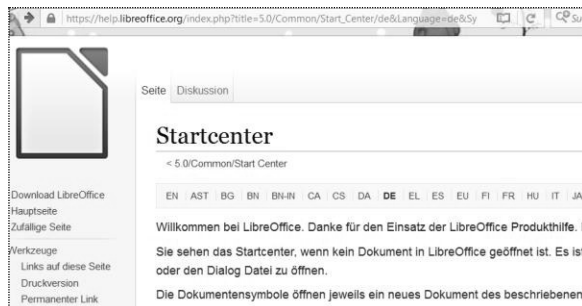 https://help.libreoffice.org/index.php?title=5.0/Common/Start_Center/de&Language=de&Sy
Seite Diskussion
Startcenter
< 5.0/Common/Start Center
Download LibreOffice
Hauptseite
Zufällige Seite
Werkzeuge
Links auf diese Seite
Druckversion
Permanenter Link
EN AST BG BN BN-IN CA CS DA DE EL ES EU FI FR HU IT JA
Willkommen bei LibreOffice. Danke für den Einsatz der LibreOffice Produkthilfe.
Sie sehen das Startcenter, wenn kein Dokument in LibreOffice geöffnet ist. Es ist
oder den Dialog Datei zu öffnen.
Die Dokumentensymbole öffnen jeweils ein neues Dokument des beschriebenen